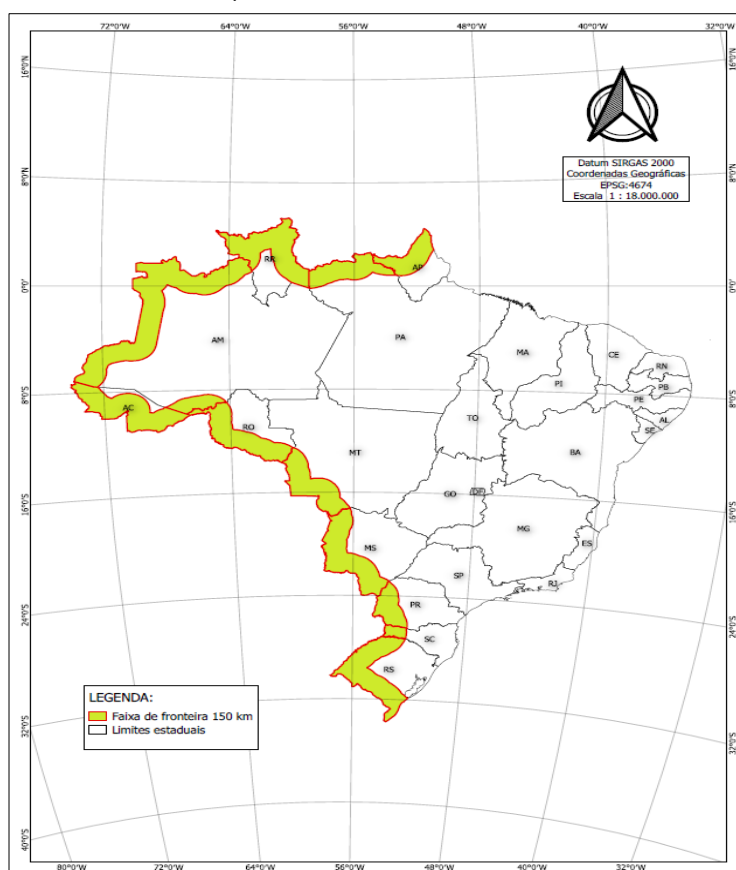 72°0'W 64°0'W 56°0'W 48°0'W 40°0'W 32°0'W
16°0'N 16°0'N
Datum SIRGAS 2000
Coordenadas Geográficas
EPSG:4674
Escala 1 : 18.000.000
8°0'N 8°0'N
RR
AP
0°0'N 0°0'N
AM
PA
MA
CE
RN
PI
PB
PE
8°0'S 8°0'S
AC
AL
TO
RO
SE
MT
BA
GO
DF
16°0'S 16°0'S
MG
ES
MS
SP
RJ
PR
24°0'S 24°0'S
SC
RS
LEGENDA:
Faixa de fronteira 150 km
Limites estaduais
32°0'S 32°0'S
40°0'S
80°0'W 72°0'W 64°0'W 56°0'W 48°0'W 40°0'W 32°0'W